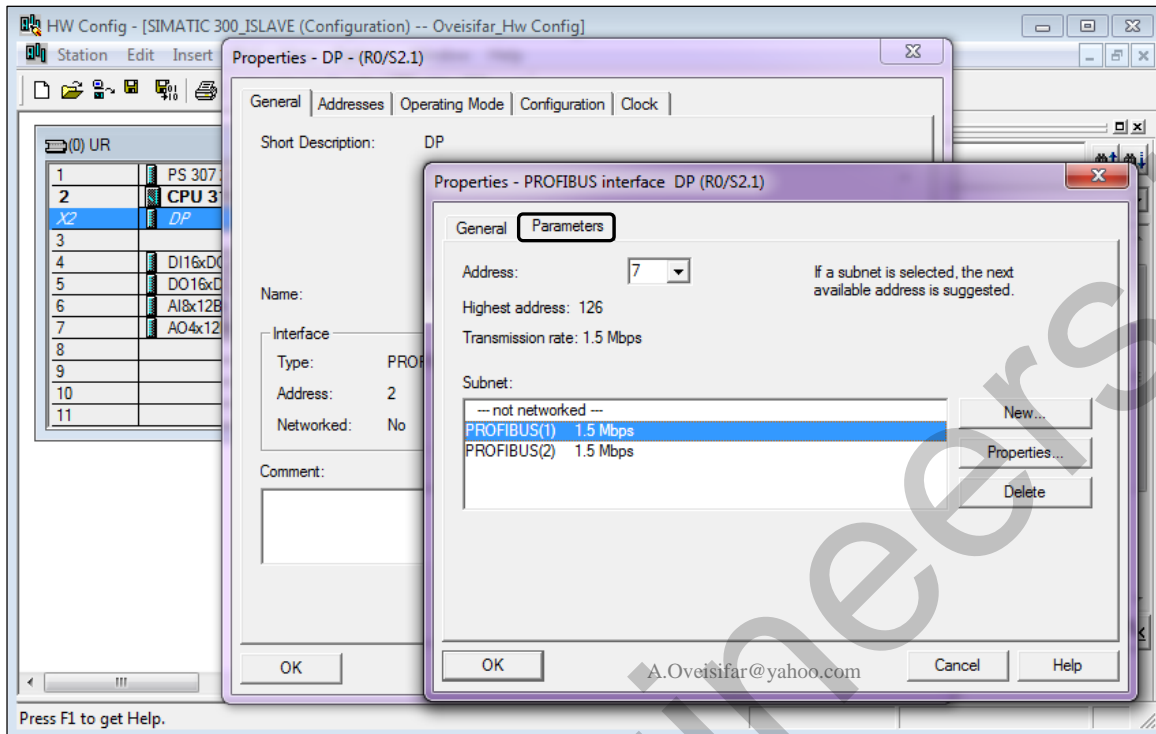 HW Config - [SIMATIC 300_ISLAVE (Configuration) -- Oveisifar_Hw Config]
Station Edit Insert
Properties - DP - (R0/S2.1)
General Addresses Operating Mode Configuration Clock
Short Description: DP
(0) UR
1 PS 307
2 CPU 31
X2 DP
3
4 DI16xDO
5 DO16xD
6 AI8x12B
7 AO4x12
8
9
10
11
Name:
Interface
Type: PROF
Address: 2
Networked: No
Comment:
OK
Properties - PROFIBUS interface DP (R0/S2.1)
General Parameters
Address: 7
If a subnet is selected, the next
available address is suggested.
Highest address: 126
Transmission rate: 1.5 Mbps
Subnet:
--- not networked ---
PROFIBUS(1) 1.5 Mbps
PROFIBUS(2) 1.5 Mbps
New...
Properties...
Delete
OK
A.Oveisifar@yahoo.com
Cancel
Help
Press F1 to get Help.
ineers